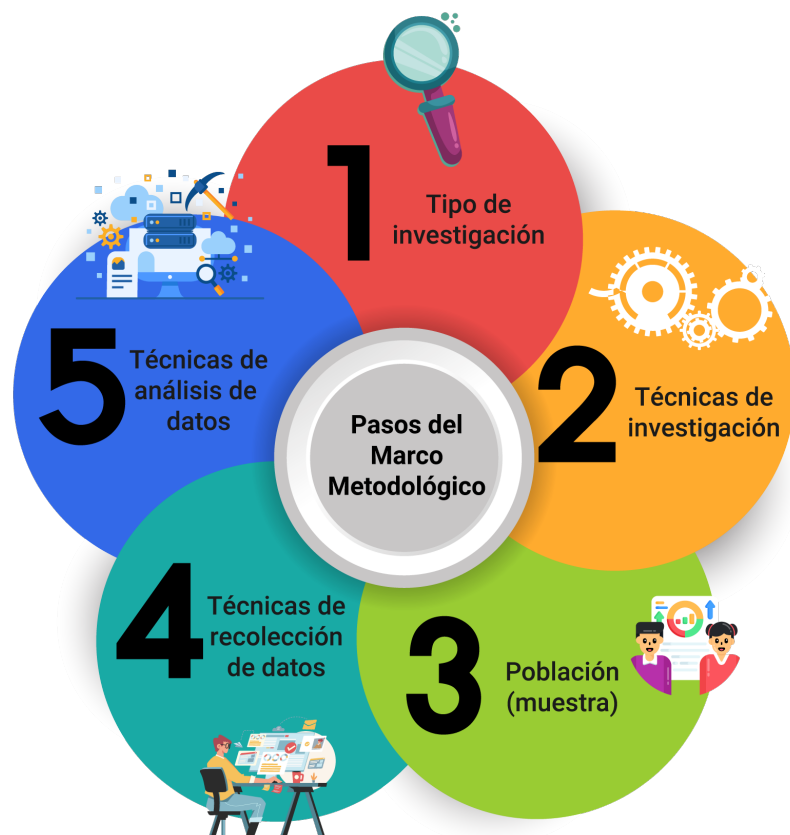 Pasos del
Marco
Metodológico
1
Tipo de
investigación
2
Técnicas de
investigación
3
Población
(muestra)
4
Técnicas de
recolección
de datos
5
Técnicas de
análisis de
datos